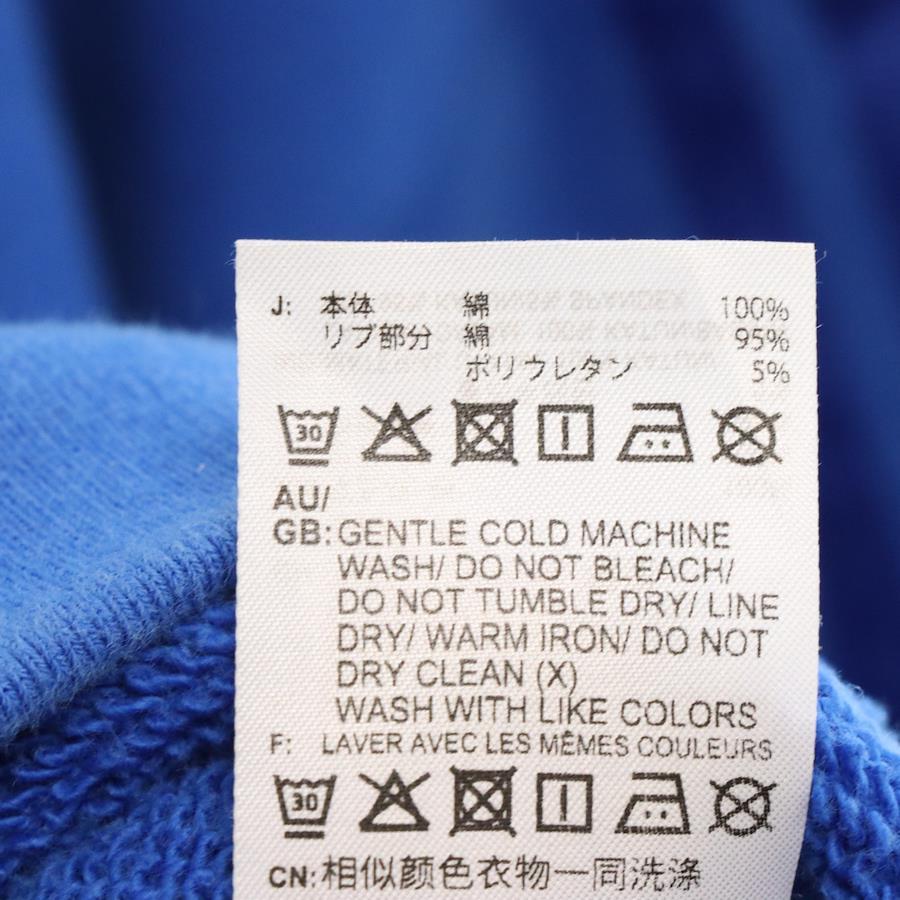 J: 本体 綿 100%
リブ部分 綿 95%
ポリウレタン 5%
30
AU/
GB: GENTLE COLD MACHINE
WASH/ DO NOT BLEACH/
DO NOT TUMBLE DRY/ LINE
DRY/ WARM IRON/ DO NOT
DRY CLEAN (X)
WASH WITH LIKE COLORS
F: LAVER AVEC LES MÊMES COULEURS
30
CN: 相似颜色衣物一同洗涤